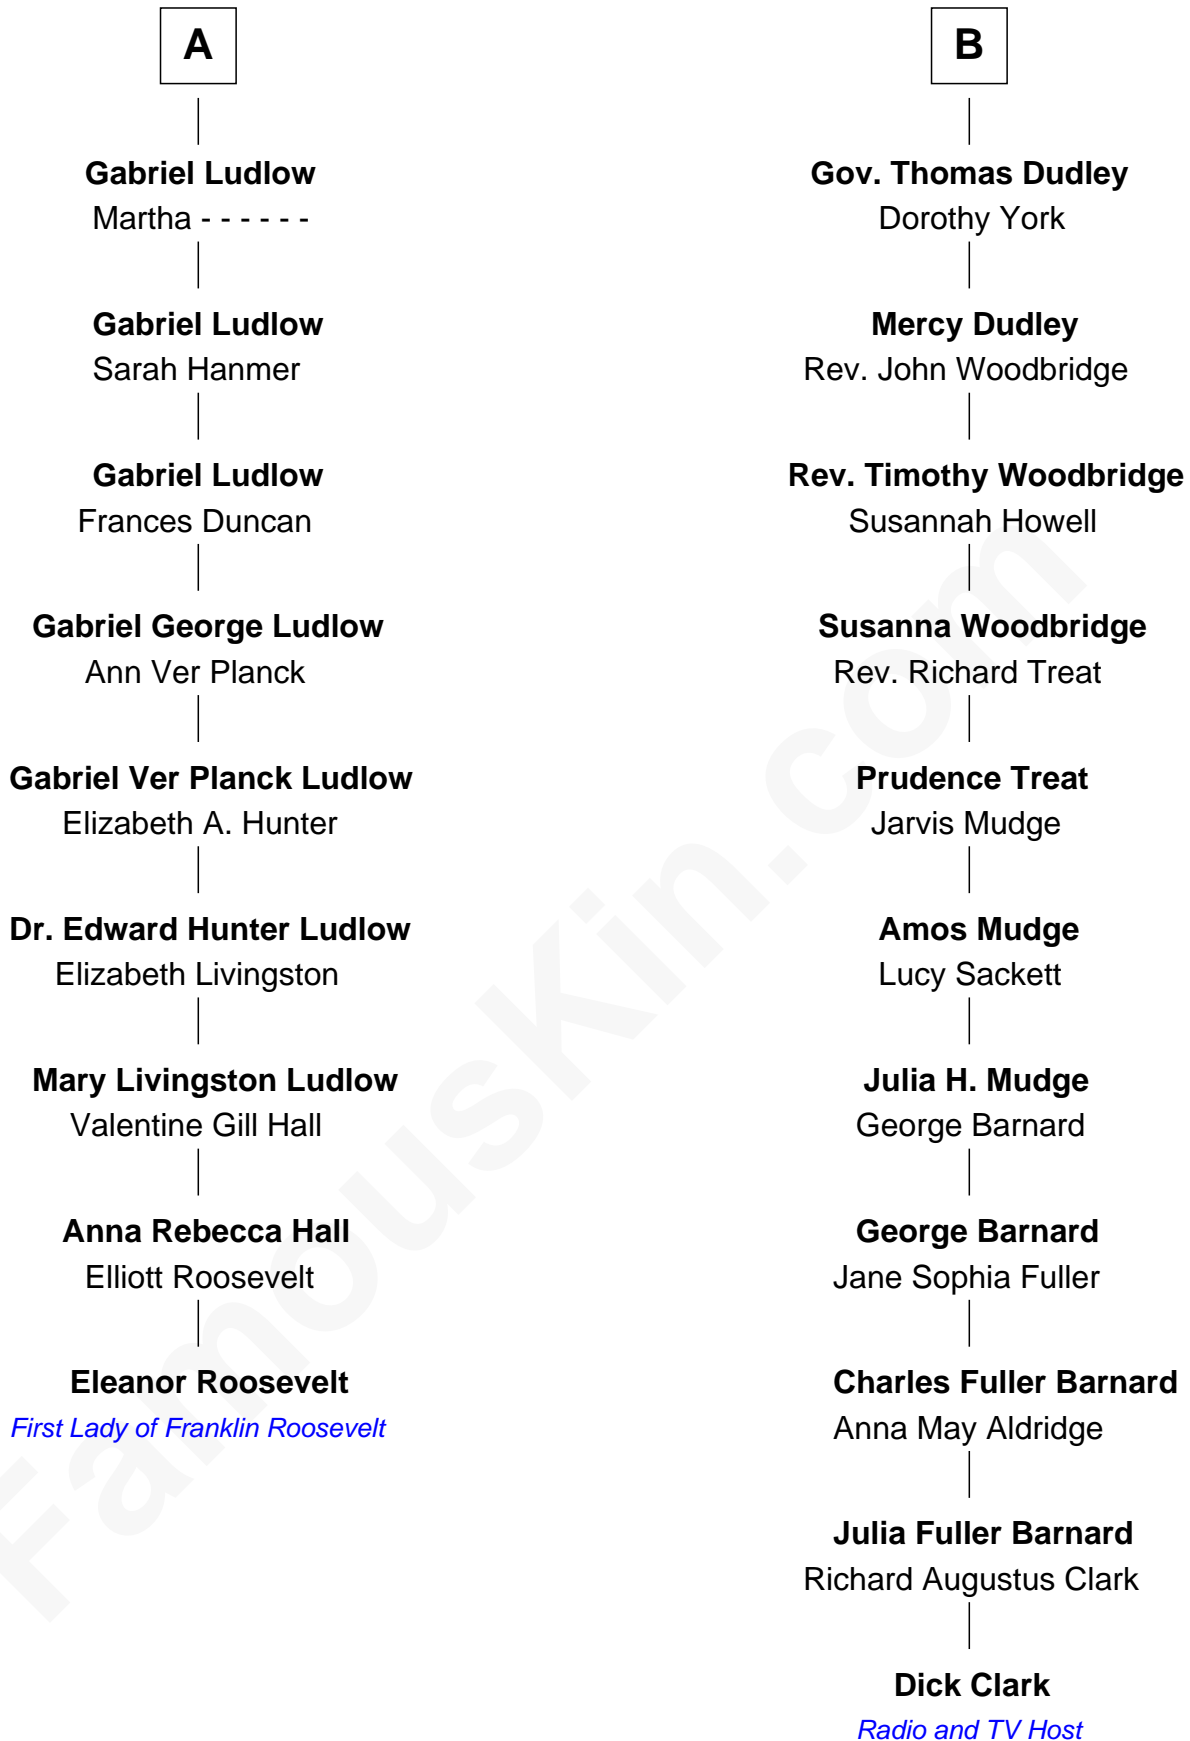 A
Gabriel Ludlow
Martha - - - - - -
Gabriel Ludlow
Sarah Hanmer
Gabriel Ludlow
Frances Duncan
Gabriel George Ludlow
Ann Ver Planck
Gabriel Ver Planck Ludlow
Elizabeth A. Hunter
Dr. Edward Hunter Ludlow
Elizabeth Livingston
Mary Livingston Ludlow
Valentine Gill Hall
Anna Rebecca Hall
Elliott Roosevelt
Eleanor Roosevelt
First Lady of Franklin Roosevelt
B
Gov. Thomas Dudley
Dorothy York
Mercy Dudley
Rev. John Woodbridge
Rev. Timothy Woodbridge
Susannah Howell
Susanna Woodbridge
Rev. Richard Treat
Prudence Treat
Jarvis Mudge
Amos Mudge
Lucy Sackett
Julia H. Mudge
George Barnard
George Barnard
Jane Sophia Fuller
Charles Fuller Barnard
Anna May Aldridge
Julia Fuller Barnard
Richard Augustus Clark
Dick Clark
Radio and TV Host
FamousKin.com